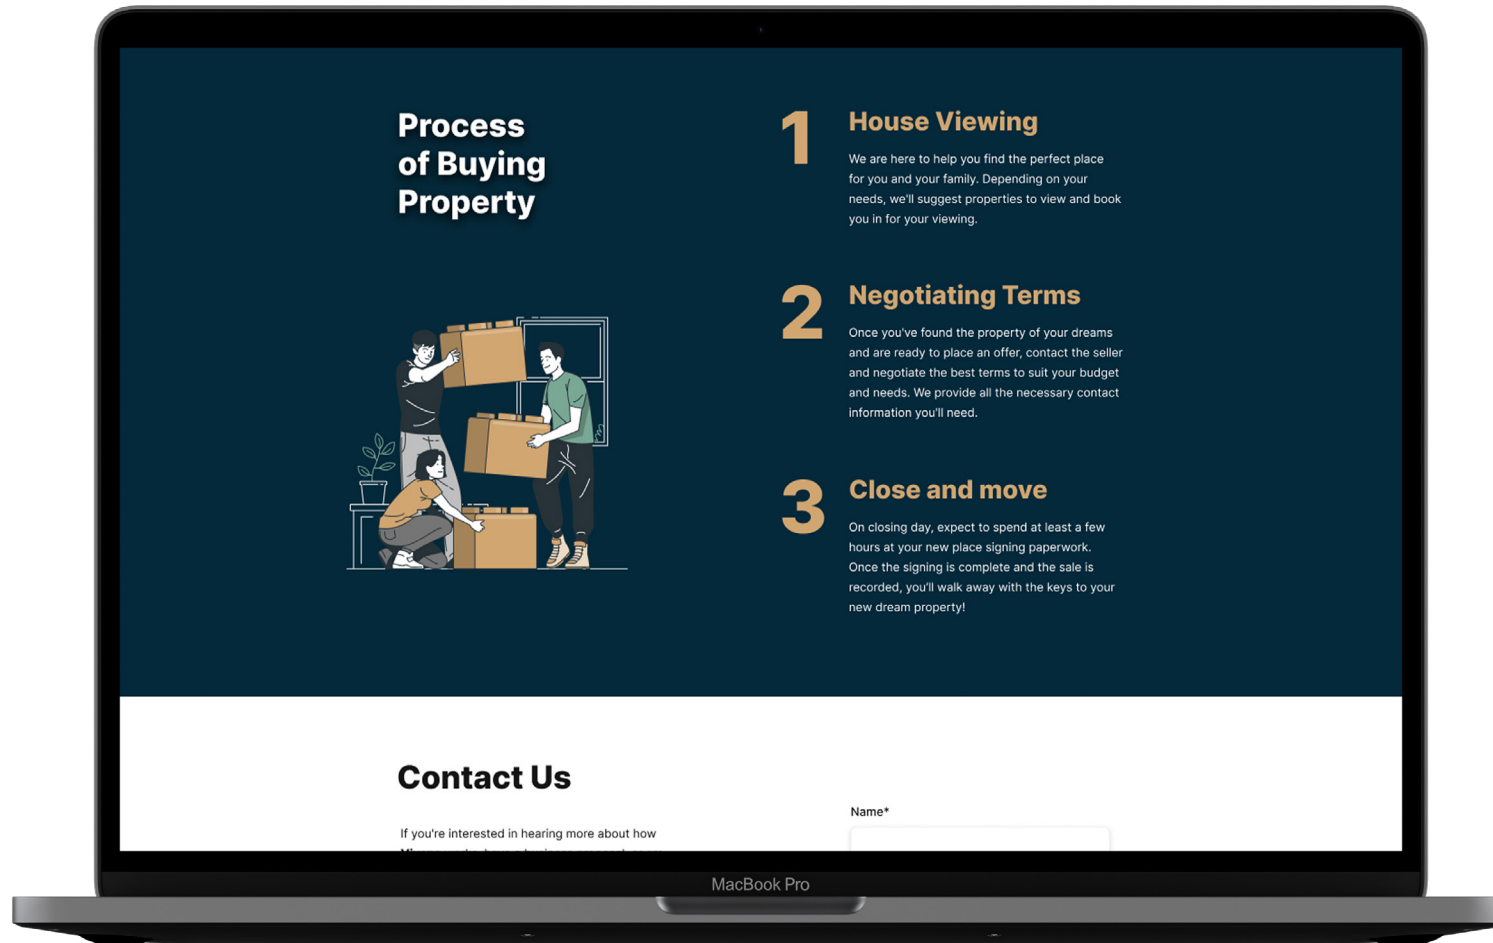 Process
of Buying
Property
1
House Viewing
We are here to help you find the perfect place
for you and your family. Depending on your
needs, we'll suggest properties to view and book
you in for your viewing.
2
Negotiating Terms
Once you've found the property of your dreams
and are ready to place an offer, contact the seller
and negotiate the best terms to suit your budget
and needs. We provide all the necessary contact
information you'll need.
3
Close and move
On closing day, expect to spend at least a few
hours at your new place signing paperwork.
Once the signing is complete and the sale is
recorded, you'll walk away with the keys to your
new dream property!
Contact Us
If you're interested in hearing more about how
Name*
MacBook Pro